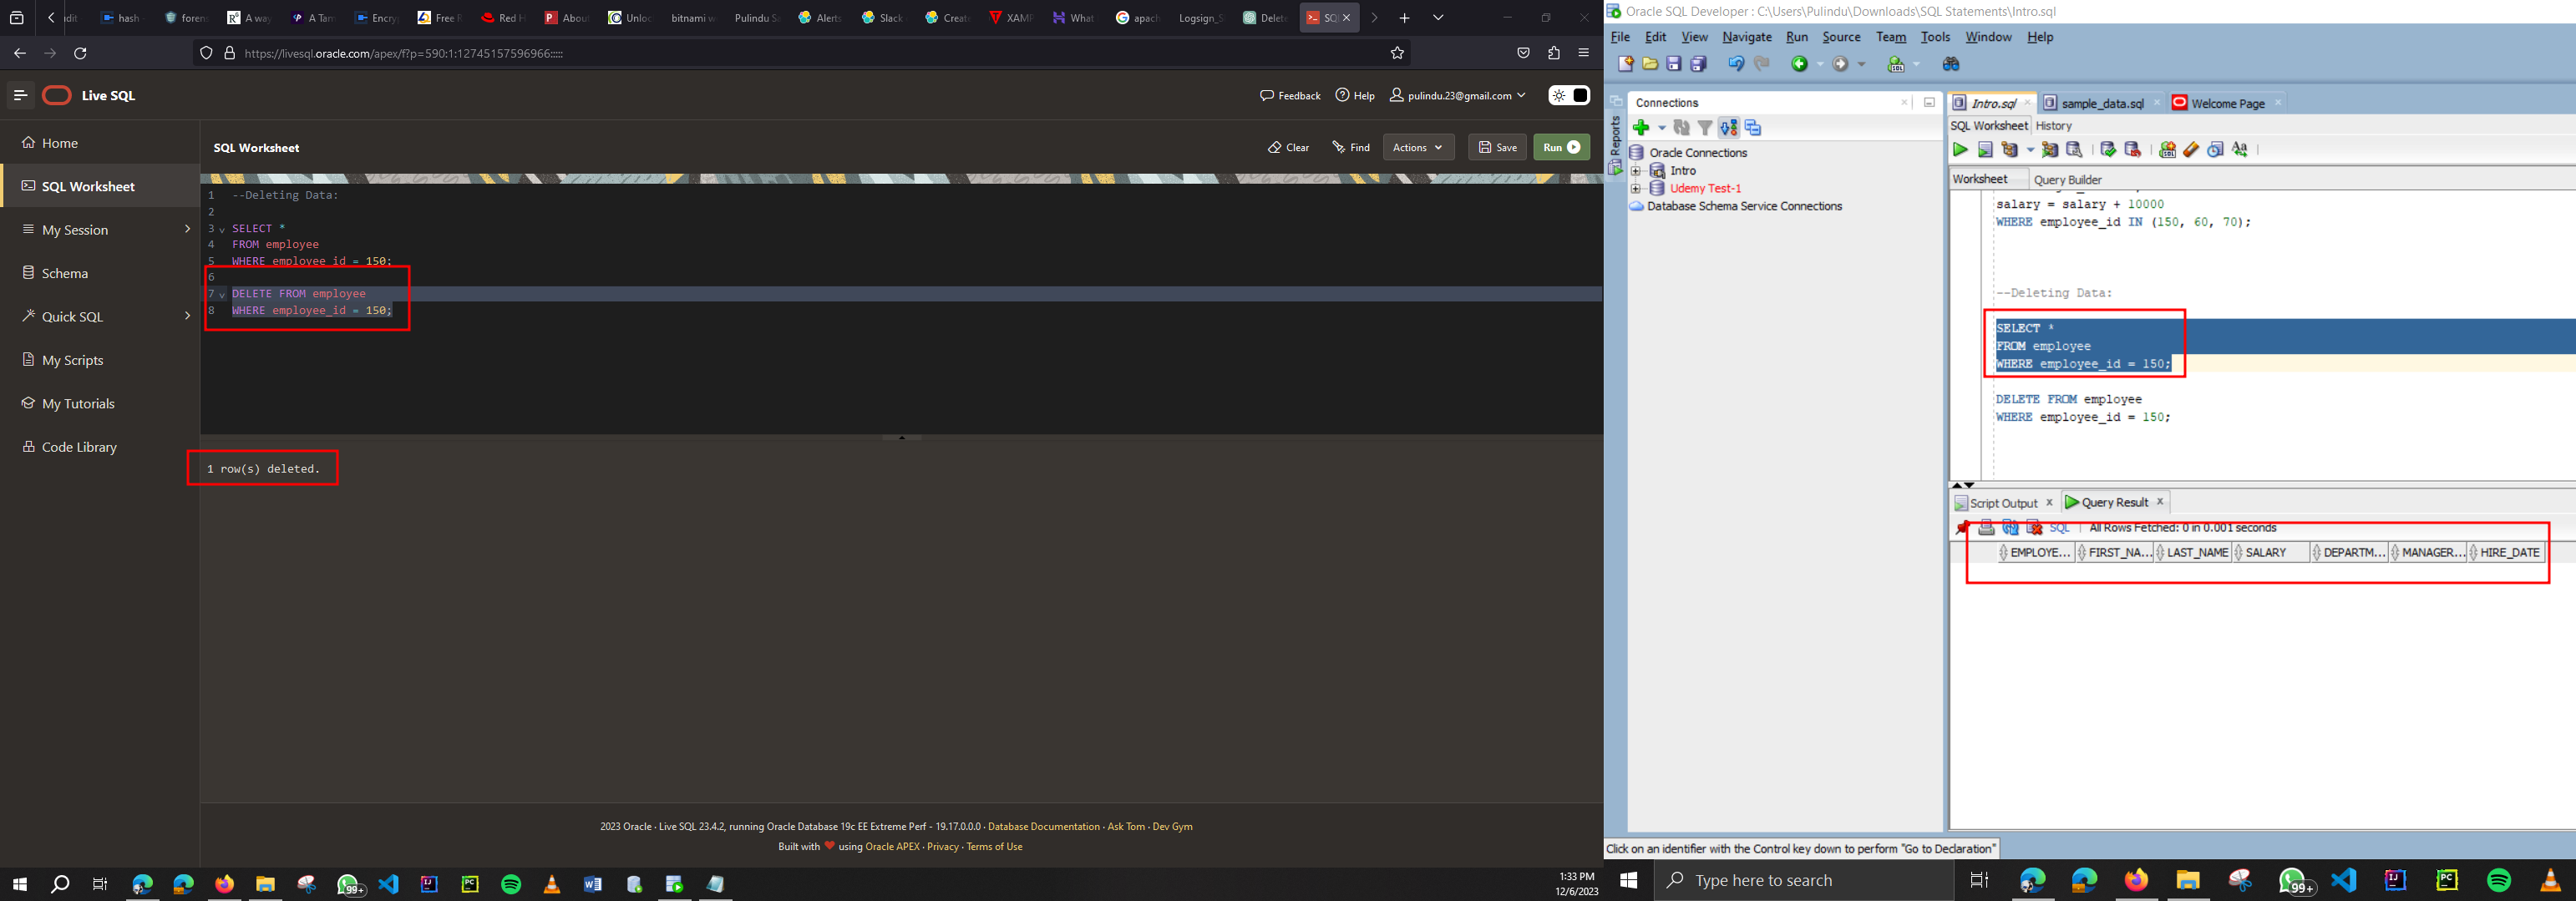 hash
forens
A way
A Tam
Encry
Free R
Red H
About
Unloc
bitnami w
Pulindu Se
Alerts
Slack
Create
XAMP
What
apach
Logsign_S
Delet
SQL
https://livesql.oracle.com/apex/f?p=590:1:12745157596966:::::
Live SQL
Feedback
Help
pulindu.23@gmail.com
Home
SQL Worksheet
My Session
Schema
Quick SQL
My Scripts
My Tutorials
Code Library
SQL Worksheet
Clear
Find
Actions
Save
Run
1 --Deleting Data:
2
3 SELECT *
4 FROM employee
5 WHERE employee_id = 150;
6
7 DELETE FROM employee
8 WHERE employee_id = 150;
1 row(s) deleted.
2023 Oracle · Live SQL 23.4.2, running Oracle Database 19c EE Extreme Perf - 19.17.0.0.0 · Database Documentation · Ask Tom · Dev Gym
Built with ❤ using Oracle APEX · Privacy · Terms of Use
99+
1:33 PM
12/6/2023
Oracle SQL Developer : C:\Users\Pulindu\Downloads\SQL Statements\Intro.sql
File Edit View Navigate Run Source Team Tools Window Help
Reports
Connections
Oracle Connections
Intro
Udemy Test-1
Database Schema Service Connections
Intro.sql
sample_data.sql
Welcome Page
SQL Worksheet History
Worksheet Query Builder
salary = salary + 10000
WHERE employee_id IN (150, 60, 70);
--Deleting Data:
SELECT *
FROM employee
WHERE employee_id = 150;
DELETE FROM employee
WHERE employee_id = 150;
Script Output
Query Result
SQL | All Rows Fetched: 0 in 0.001 seconds
EMPLOYE... FIRST_NA... LAST_NAME SALARY DEPARTM... MANAGER... HIRE_DATE
Click on an identifier with the Control key down to perform "Go to Declaration"
Type here to search
99+